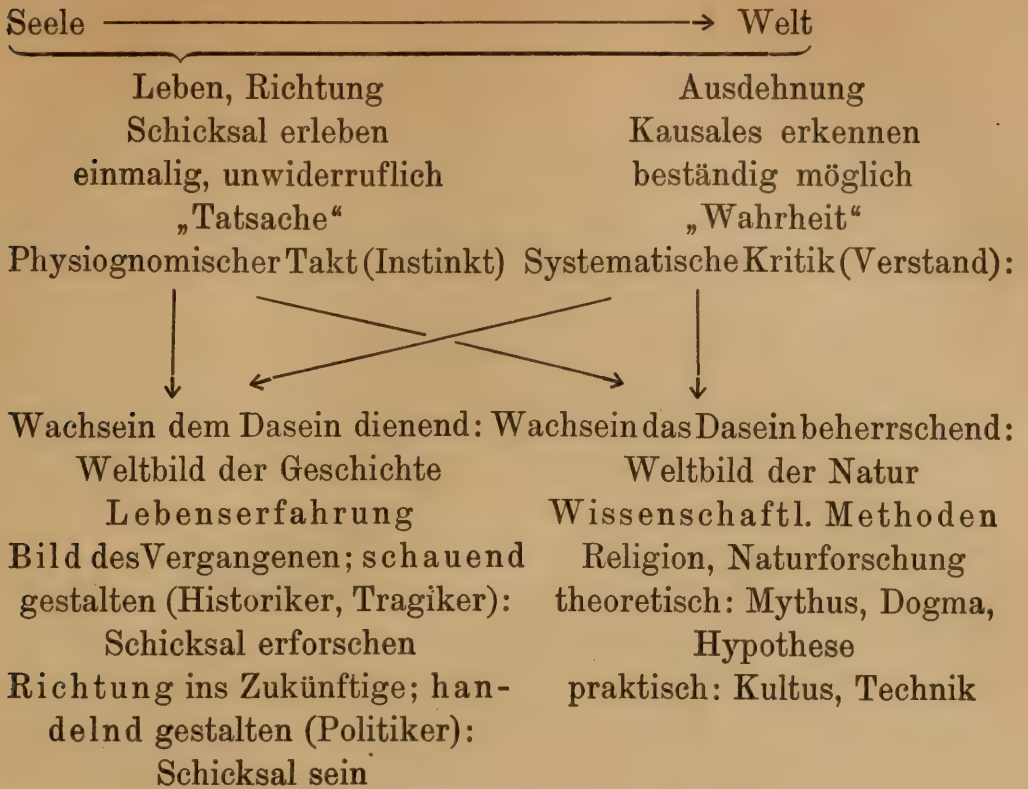 Seele Welt
Leben, Richtung Ausdehnung
Schicksal erleben Kausales erkennen
einmalig, unwiderruflich beständig möglich
„Tatsache“ „Wahrheit“
Physiognomischer Takt (Instinkt) Systematische Kritik (Verstand):
Wachsein dem Dasein dienend: Wachsein das Dasein beherrschend:
Weltbild der Geschichte Weltbild der Natur
Lebenserfahrung Wissenschaftl. Methoden
Bild des Vergangenen; schauend Religion, Naturforschung
gestalten (Historiker, Tragiker): theoretisch: Mythus, Dogma,
Schicksal erforschen Hypothese
Richtung ins Zukünftige; han- praktisch: Kultus, Technik
delnd gestalten (Politiker):
Schicksal sein